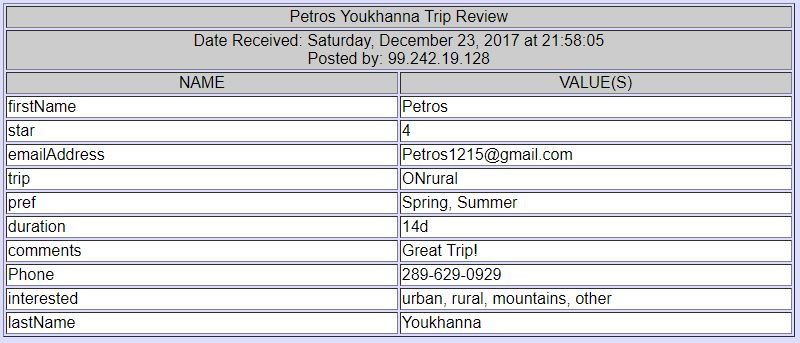 Petros Youkhanna Trip Review
Date Received: Saturday, December 23, 2017 at 21:58:05
Posted by: 99.242.19.128
NAME VALUE(S)
firstName Petros
star 4
emailAddress Petros1215@gmail.com
trip ONrural
pref Spring, Summer
duration 14d
comments Great Trip!
Phone 289-629-0929
interested urban, rural, mountains, other
lastName Youkhanna